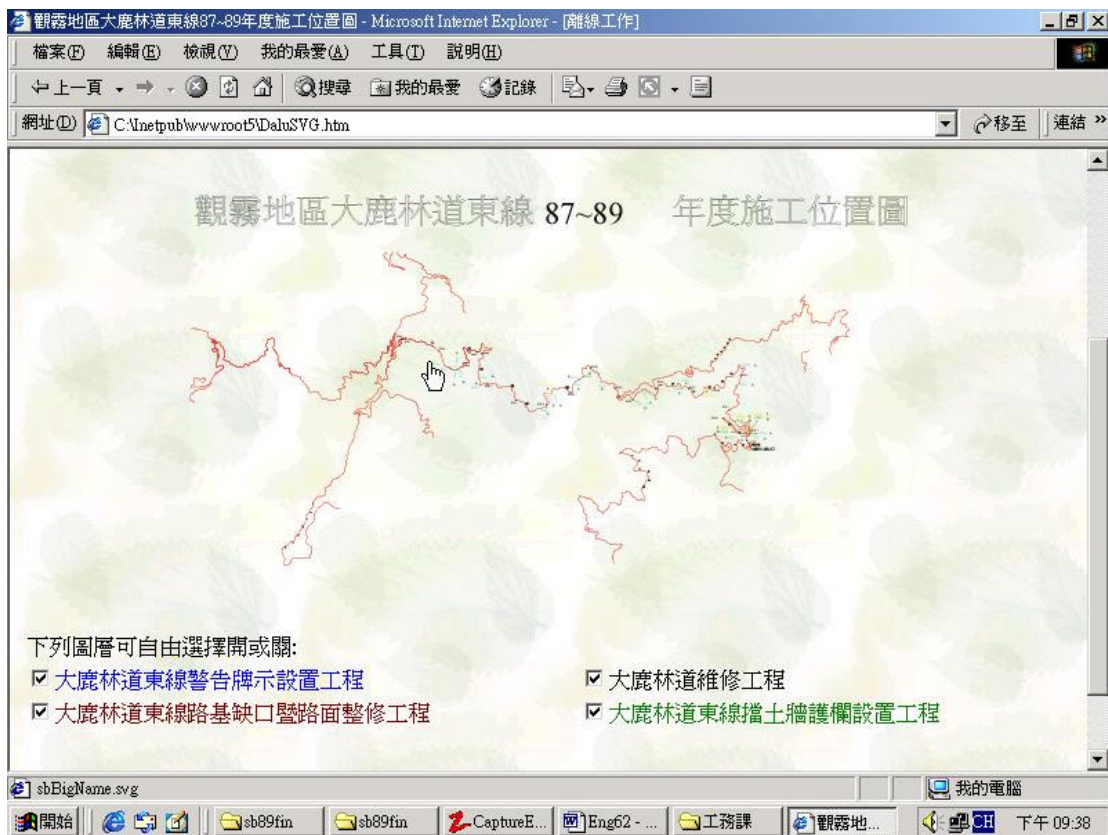 觀霧地區大鹿林道東線87~89年度施工位置圖 - Microsoft Internet Explorer - [離線工作]
檔案(F) 編輯(E) 檢視(V) 我的最愛(A) 工具(T) 說明(H)
上一頁 搜尋 我的最愛 記錄
網址(D) C:\Inetpub\wwwroot5\DaluSVG.htm 移至 連結 »
觀霧地區大鹿林道東線 87~89 年度施工位置圖
下列圖層可自由選擇開或關:
大鹿林道東線警告牌示設置工程 大鹿林道維修工程
大鹿林道東線路基缺口暨路面整修工程 大鹿林道東線擋土牆護欄設置工程
sbBigName.svg 我的電腦
開始 sb89fin sb89fin CaptureE... Eng62 - ... 工務課 觀霧地... CH 下午 09:38